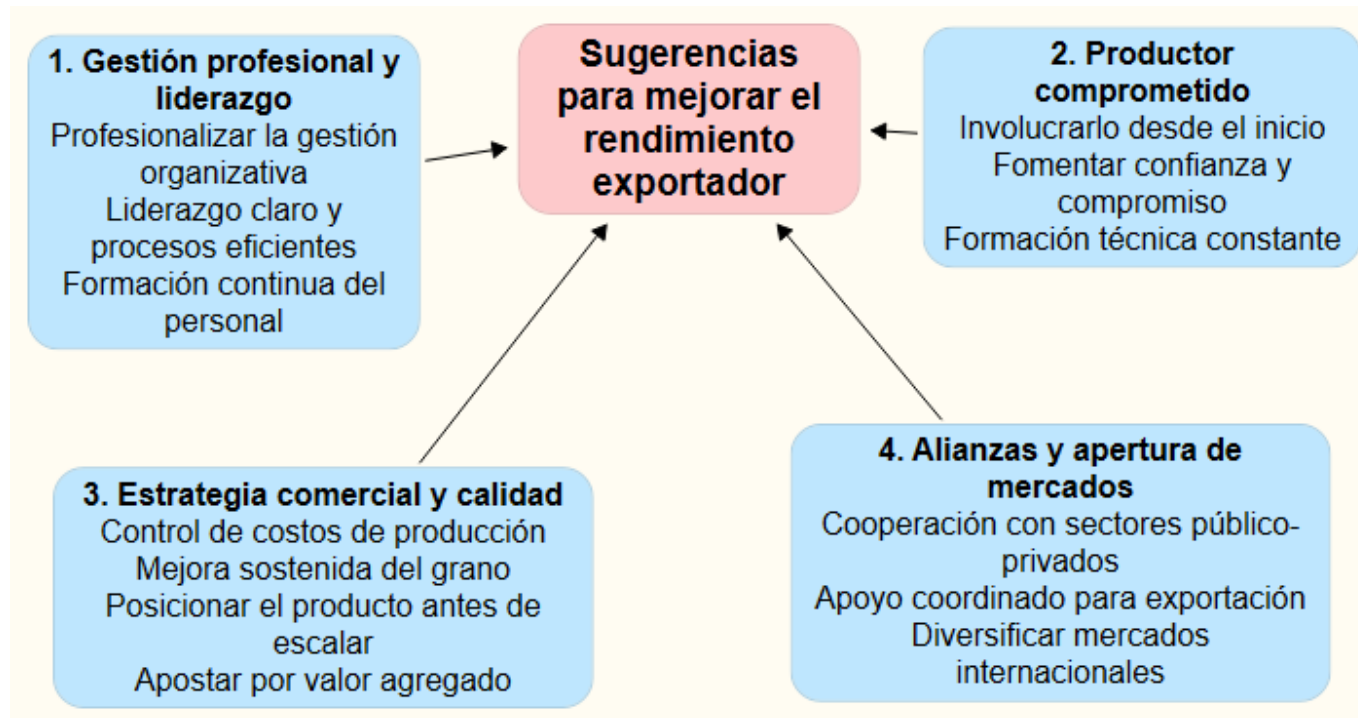 Sugerencias
para mejorar el
rendimiento
exportador
1. Gestión profesional y
liderazgo
Profesionalizar la gestión
organizativa
Liderazgo claro y
procesos eficientes
Formación continua del
personal
2. Productor
comprometido
Involucrarlo desde el inicio
Fomentar confianza y
compromiso
Formación técnica constante
3. Estrategia comercial y calidad
Control de costos de producción
Mejora sostenida del grano
Posicionar el producto antes de
escalar
Apostar por valor agregado
4. Alianzas y apertura de
mercados
Cooperación con sectores público-
privados
Apoyo coordinado para exportación
Diversificar mercados
internacionales